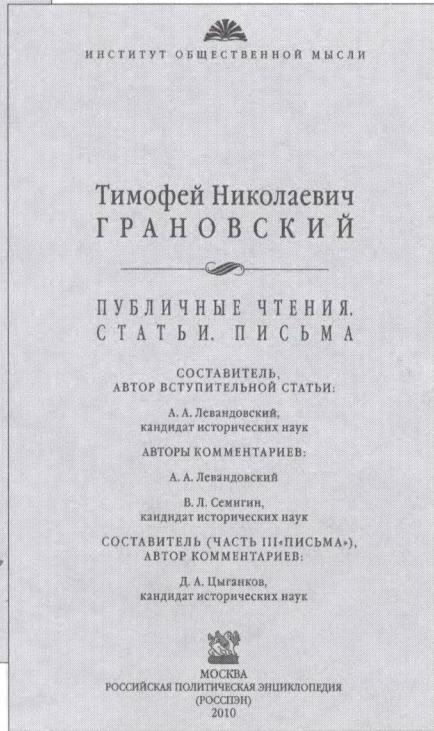 ИНСТИТУТ ОБЩЕСТВЕННОЙ МЫСЛИ
Тимофей Николаевич
ГРАНОВСКИЙ
ПУБЛИЧНЫЕ ЧТЕНИЯ.
СТАТЬИ. ПИСЬМА
СОСТАВИТЕЛЬ,
АВТОР ВСТУПИТЕЛЬНОЙ СТАТЬИ:
А. А. Левандовский,
кандидат исторических наук
АВТОРЫ КОММЕНТАРИЕВ:
А. А. Левандовский
В. Л. Семигин,
кандидат исторических наук
СОСТАВИТЕЛЬ (ЧАСТЬ III«ПИСЬМА»),
АВТОР КОММЕНТАРИЕВ:
Д. А. Цыганков,
кандидат исторических наук
МОСКВА
РОССИЙСКАЯ ПОЛИТИЧЕСКАЯ ЭНЦИКЛОПЕДИЯ
(РОССПЭН)
2010